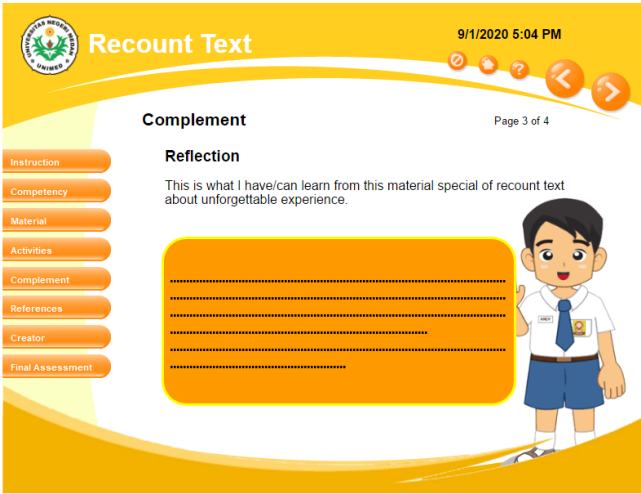 UNIVERSITAS NEGERI MEDAN
UNIMED
Recount Text
9/1/2020 5:04 PM
?
Complement
Page 3 of 4
Reflection
This is what I have/can learn from this material special of recount text
about unforgettable experience.
Instruction
Competency
Material
Activities
Complement
References
Creator
Final Assessment